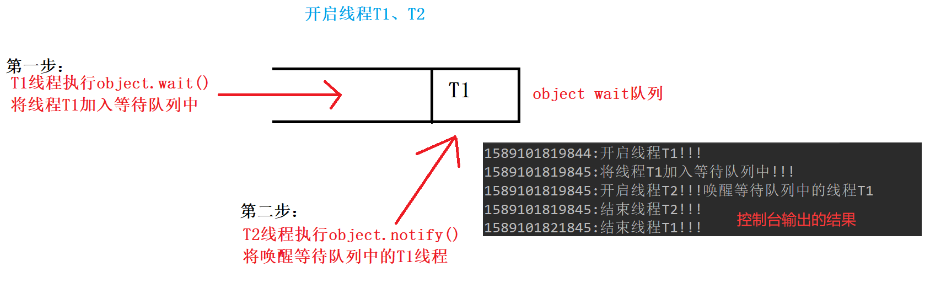 开启线程T1、T2
第一步:
T1线程执行object.wait()
将线程T1加入等待队列中
T1
object wait队列
第二步:
T2线程执行object.notify()
将唤醒等待队列中的T1线程
1589101819844:开启线程T1!!!
1589101819845:将线程T1加入等待队列中!!!
1589101819845:开启线程T2!!!唤醒等待队列中的线程T1
1589101819845:结束线程T2!!!
1589101821845:结束线程T1!!!
控制台输出的结果